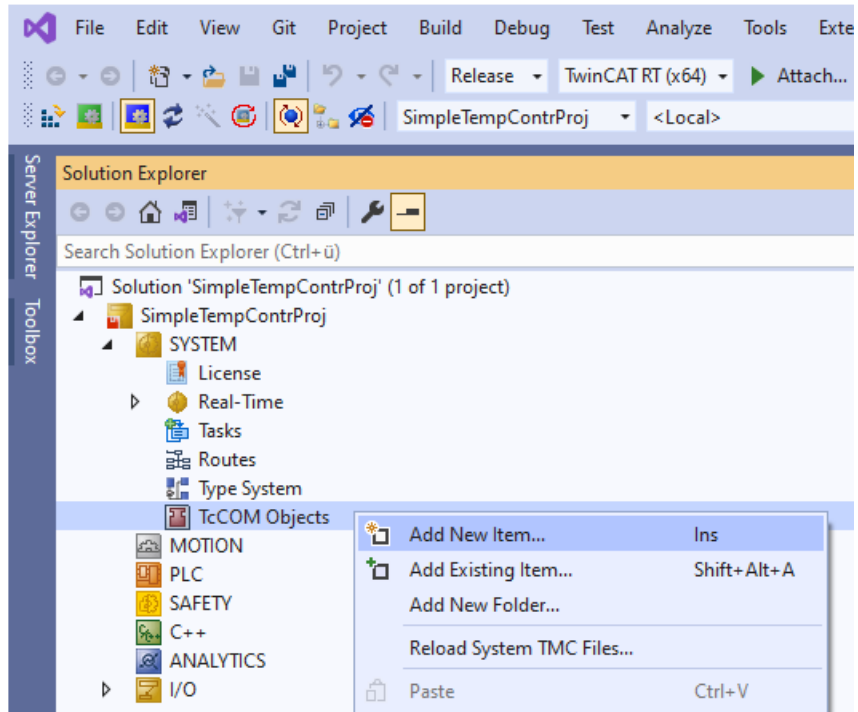 File Edit View Git Project Build Debug Test Analyze Tools Exte
Release TwinCAT RT (x64) Attach...
SimpleTempContrProj <Local>
Server Explorer
Toolbox
Solution Explorer
Search Solution Explorer (Ctrl+ü)
Solution 'SimpleTempContrProj' (1 of 1 project)
SimpleTempContrProj
SYSTEM
License
Real-Time
Tasks
Routes
Type System
TcCOM Objects
MOTION
PLC
SAFETY
C++
ANALYTICS
I/O
Add New Item... Ins
Add Existing Item... Shift+Alt+A
Add New Folder...
Reload System TMC Files...
Paste Ctrl+V